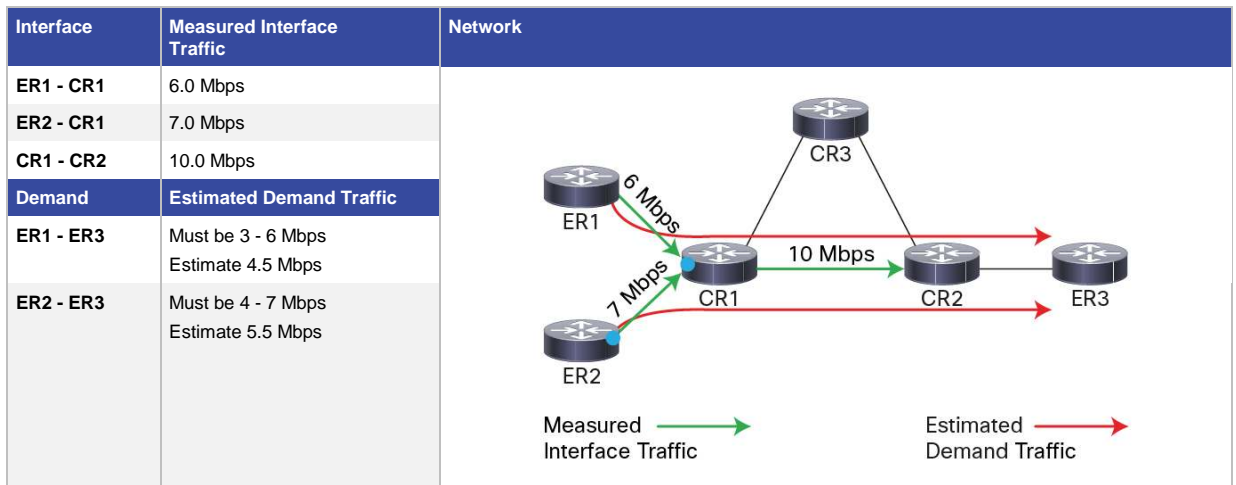 Interface
Measured Interface
Traffic
Network
ER1 - CR1
6.0 Mbps
ER2 - CR1
7.0 Mbps
CR1 - CR2
10.0 Mbps
Demand
Estimated Demand Traffic
ER1 - ER3
Must be 3 - 6 Mbps
Estimate 4.5 Mbps
ER2 - ER3
Must be 4 - 7 Mbps
Estimate 5.5 Mbps
CR3
6 Mbps
ER1
10 Mbps
7 Mbps
CR1
CR2
ER3
ER2
Measured
Interface Traffic
Estimated
Demand Traffic